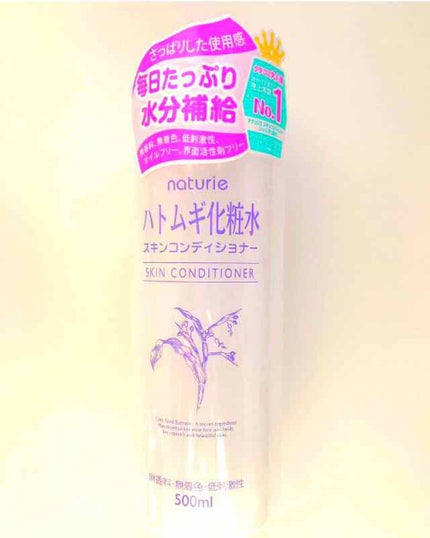 さっぱりした使用感
毎日たっぷり
水分補給
無香料、無着色、低刺激性、
オイルフリー、界面活性剤フリー
No.1
naturie
ハトムギ化粧水
スキンコンディショナー
SKIN CONDITIONER
無香料・無着色・低刺激性
500ml